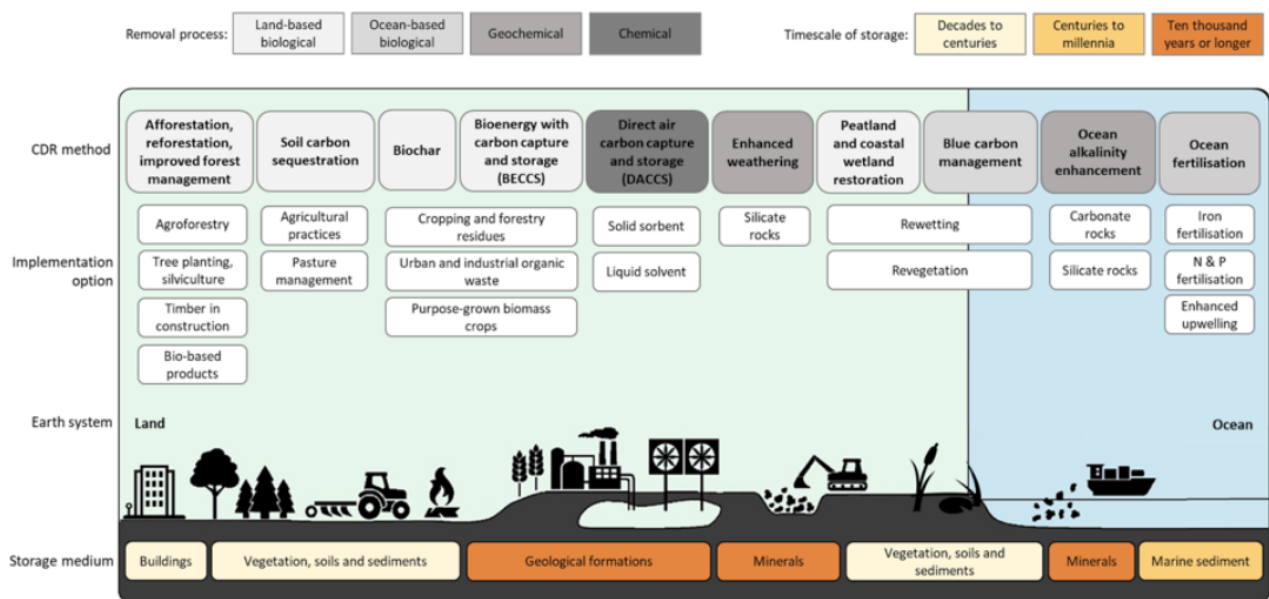 Removal process:
Land-based
biological
Ocean-based
biological
Geochemical
Chemical
Timescale of storage:
Decades to
centuries
Centuries to
millennia
Ten thousand
years or longer
CDR method
Afforestation,
reforestation,
improved forest
management
Soil carbon
sequestration
Biochar
Bioenergy with
carbon capture
and storage
(BECCS)
Direct air
carbon capture
and storage
(DACCS)
Enhanced
weathering
Peatland
and coastal
wetland
restoration
Blue carbon
management
Ocean
alkalinity
enhancement
Ocean
fertilisation
Implementation
option
Agroforestry
Tree planting,
silviculture
Timber in
construction
Bio-based
products
Agricultural
practices
Pasture
management
Cropping and forestry
residues
Urban and industrial organic
waste
Purpose-grown biomass
crops
Solid sorbent
Liquid solvent
Silicate
rocks
Rewetting
Revegetation
Carbonate
rocks
Silicate rocks
Iron
fertilisation
N & P
fertilisation
Enhanced
upwelling
Earth system
Land
Ocean
Storage medium
Buildings
Vegetation, soils and sediments
Geological formations
Minerals
Vegetation, soils and
sediments
Minerals
Marine sediment